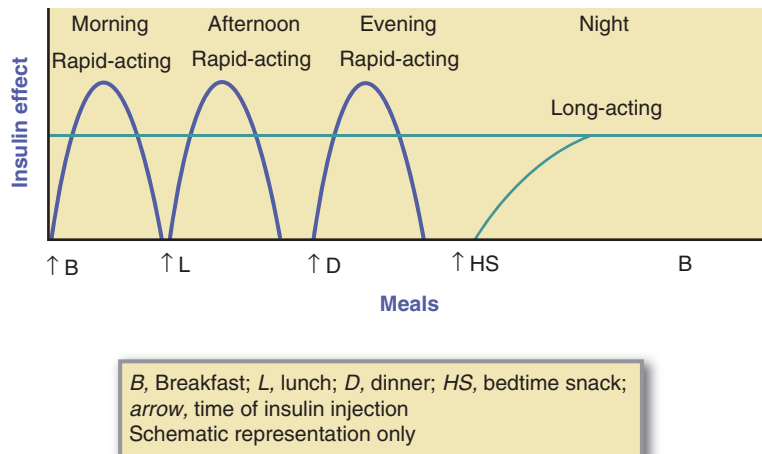 Morning Afternoon Evening Night
Rapid-acting Rapid-acting Rapid-acting
Long-acting
Insulin effect
↑ B ↑ L ↑ D ↑ HS B
Meals
B, Breakfast; L, lunch; D, dinner; HS, bedtime snack;
arrow, time of insulin injection
Schematic representation only